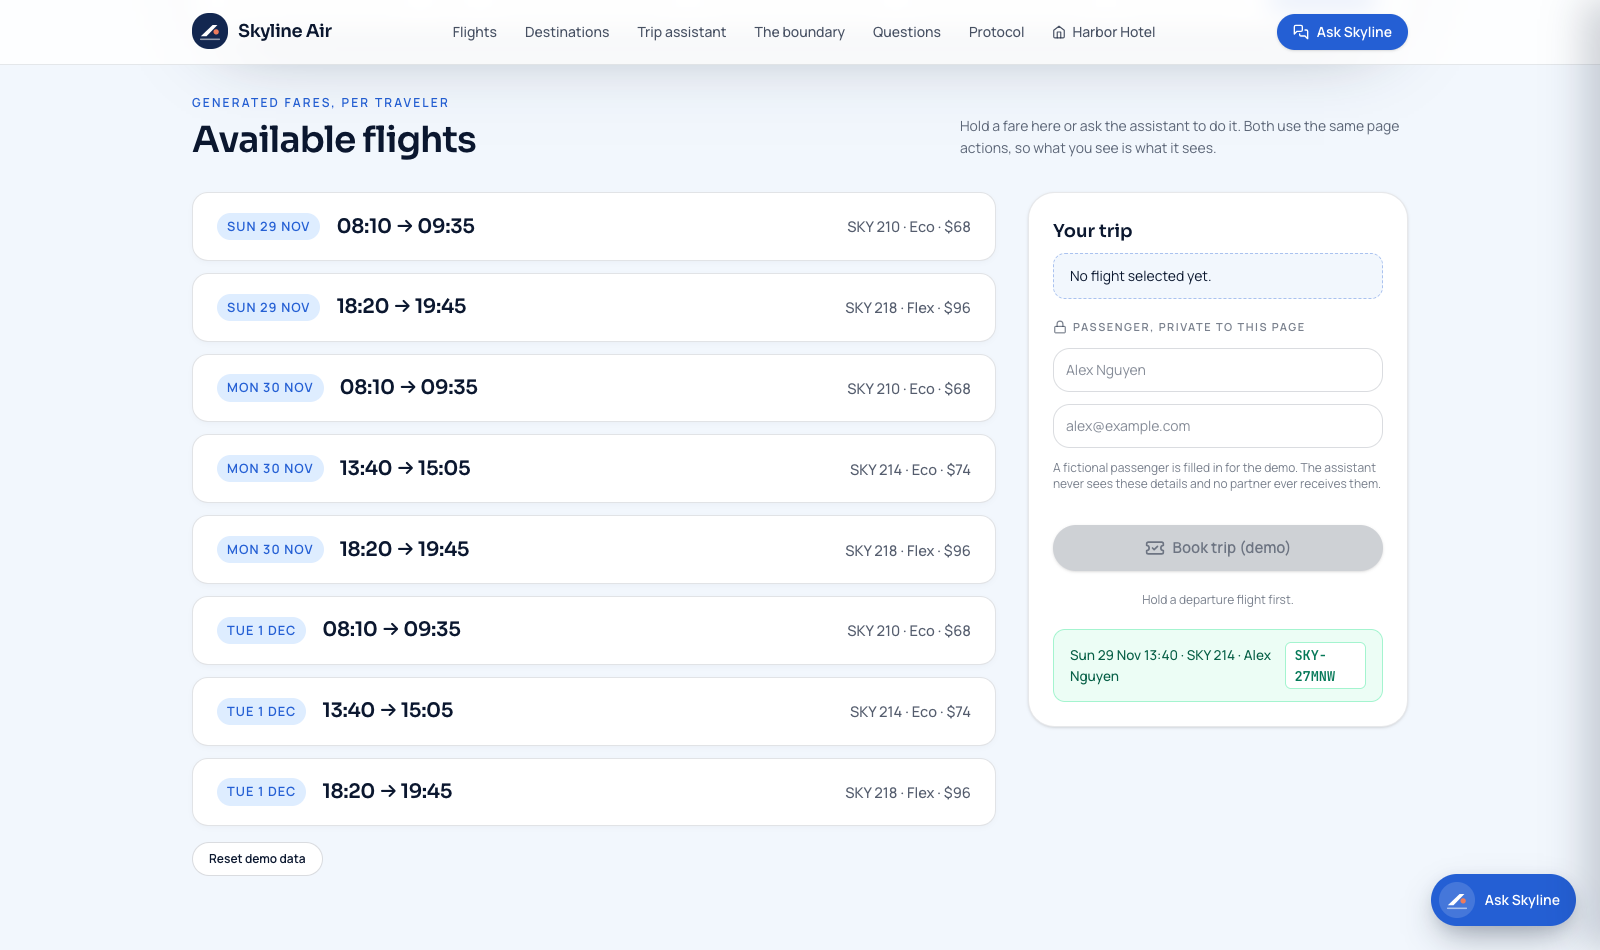 Skyline Air
Flights
Destinations
Trip assistant
The boundary
Questions
Protocol
Harbor Hotel
Ask Skyline
GENERATED FARES, PER TRAVELER
Available flights
Hold a fare here or ask the assistant to do it. Both use the same page
actions, so what you see is what it sees.
SUN 29 NOV 08:10 → 09:35 SKY 210 · Eco · $68
SUN 29 NOV 18:20 → 19:45 SKY 218 · Flex · $96
MON 30 NOV 08:10 → 09:35 SKY 210 · Eco · $68
MON 30 NOV 13:40 → 15:05 SKY 214 · Eco · $74
MON 30 NOV 18:20 → 19:45 SKY 218 · Flex · $96
TUE 1 DEC 08:10 → 09:35 SKY 210 · Eco · $68
TUE 1 DEC 13:40 → 15:05 SKY 214 · Eco · $74
TUE 1 DEC 18:20 → 19:45 SKY 218 · Flex · $96
Reset demo data
Your trip
No flight selected yet.
PASSENGER, PRIVATE TO THIS PAGE
Alex Nguyen
alex@example.com
A fictional passenger is filled in for the demo. The assistant
never sees these details and no partner ever receives them.
Book trip (demo)
Hold a departure flight first.
Sun 29 Nov 13:40 · SKY 214 · Alex
Nguyen
SKY-
27MNW
Ask Skyline